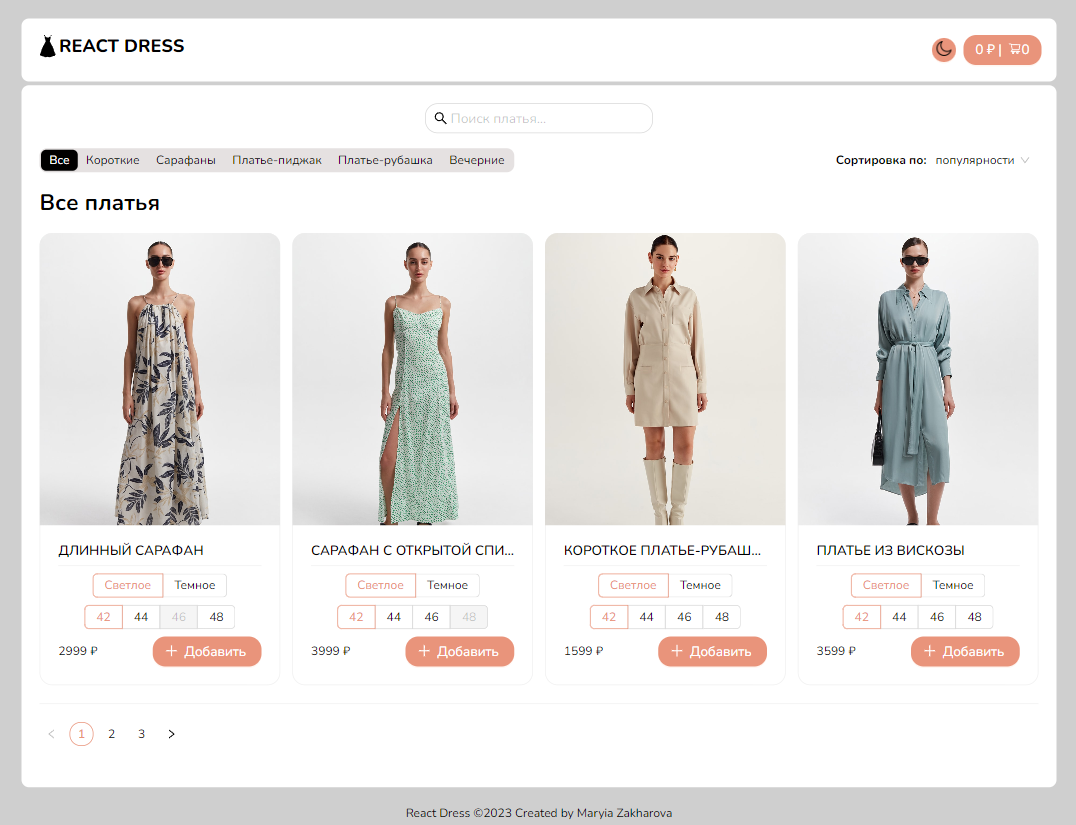 REACT DRESS
0 ₽ | 0
Поиск платья...
Все Короткие Сарафаны Платье-пиджак Платье-рубашка Вечерние Сортировка по: популярности
Все платья
ДЛИННЫЙ САРАФАН САРАФАН С ОТКРЫТОЙ СПИ... КОРОТКОЕ ПЛАТЬЕ-РУБАШ... ПЛАТЬЕ ИЗ ВИСКОЗЫ
Светлое Темное Светлое Темное Светлое Темное Светлое Темное
42 44 46 48 42 44 46 48 42 44 46 48 42 44 46 48
2999 ₽ + Добавить 3999 ₽ + Добавить 1599 ₽ + Добавить 3599 ₽ + Добавить
< 1 2 3 >
React Dress ©2023 Created by Maryia Zakharova